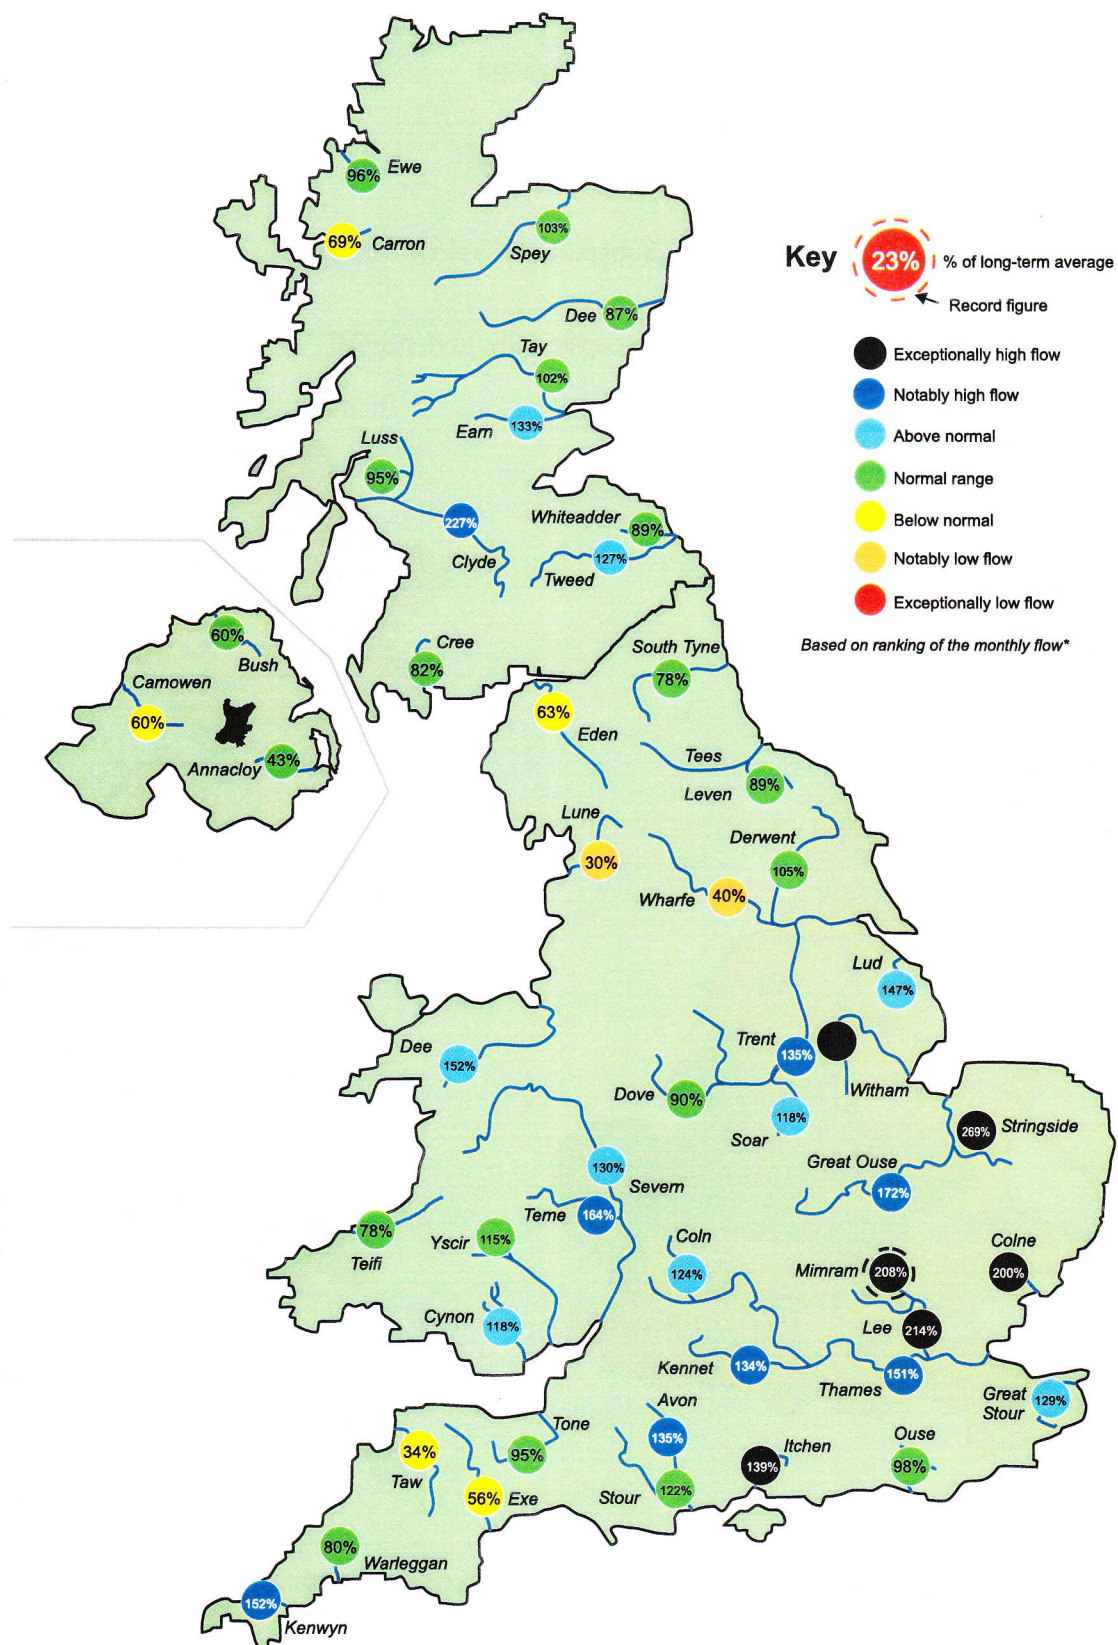 Ewe
96%
69%
Carron
103%
Spey
Dee
87%
Tay
102%
Earn
133%
Luss
95%
227%
Clyde
Whiteadder
89%
127%
Tweed
Cree
82%
60%
Bush
Camowen
60%
Annacloy
43%
South Tyne
78%
63%
Eden
Tees
Leven
89%
Lune
30%
Derwent
105%
Wharfe
40%
Lud
147%
Trent
135%
Witham
Dee
152%
Dove
90%
Soar
118%
269%
Stringside
Great Ouse
172%
130%
Severn
Teme
164%
78%
Teifi
Yscir
115%
Cynon
118%
Coln
124%
Mimram
208%
Colne
200%
Lee
214%
Kennet
134%
Thames
151%
Great
Stour
129%
Avon
135%
Tone
95%
Itchen
139%
Ouse
98%
34%
Taw
56%
Exe
Stour
122%
80%
Warleggan
152%
Kenwyn
Key
23%
% of long-term average
Record figure
Exceptionally high flow
Notably high flow
Above normal
Normal range
Below normal
Notably low flow
Exceptionally low flow
Based on ranking of the monthly flow*